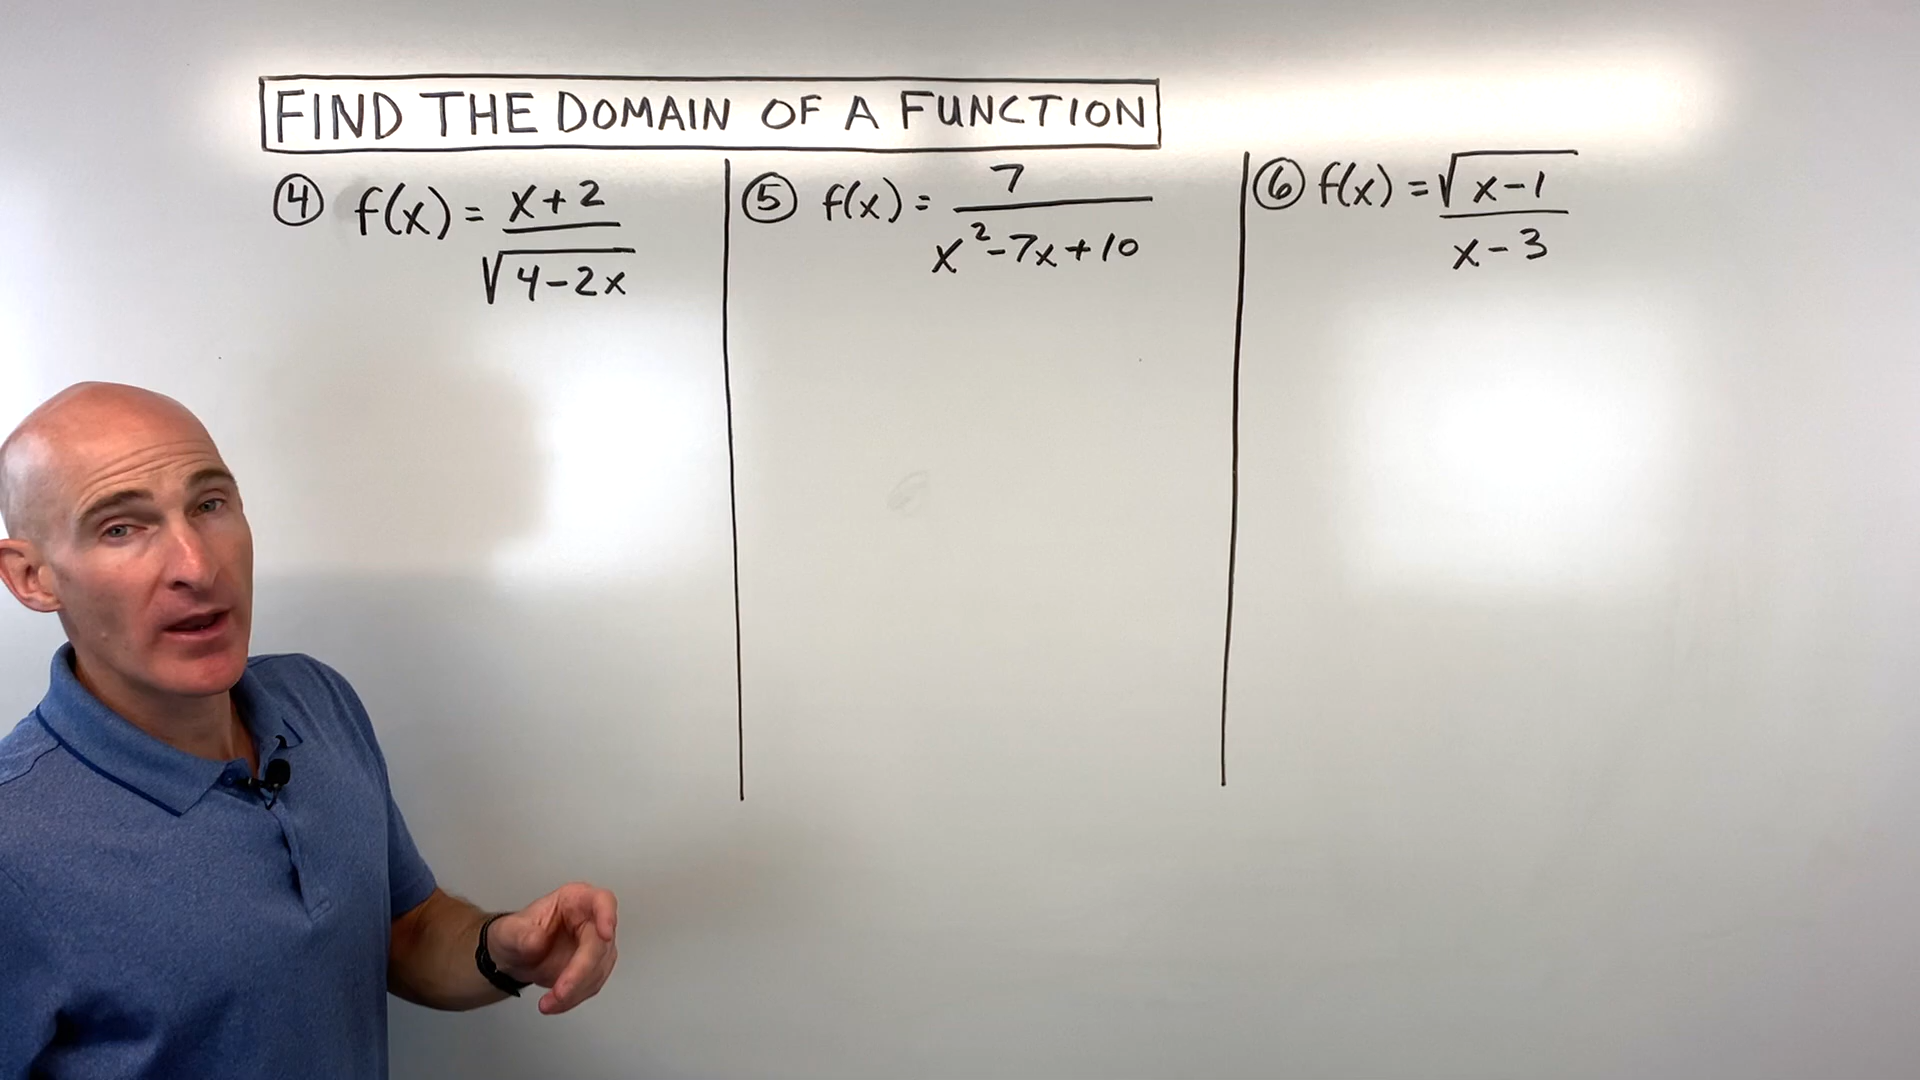 FIND THE DOMAIN OF A FUNCTION
④ f(x) = x+2
√4-2x
⑤ f(x) = 7
x²-7x+10
⑥ f(x) = √x-1
x-3